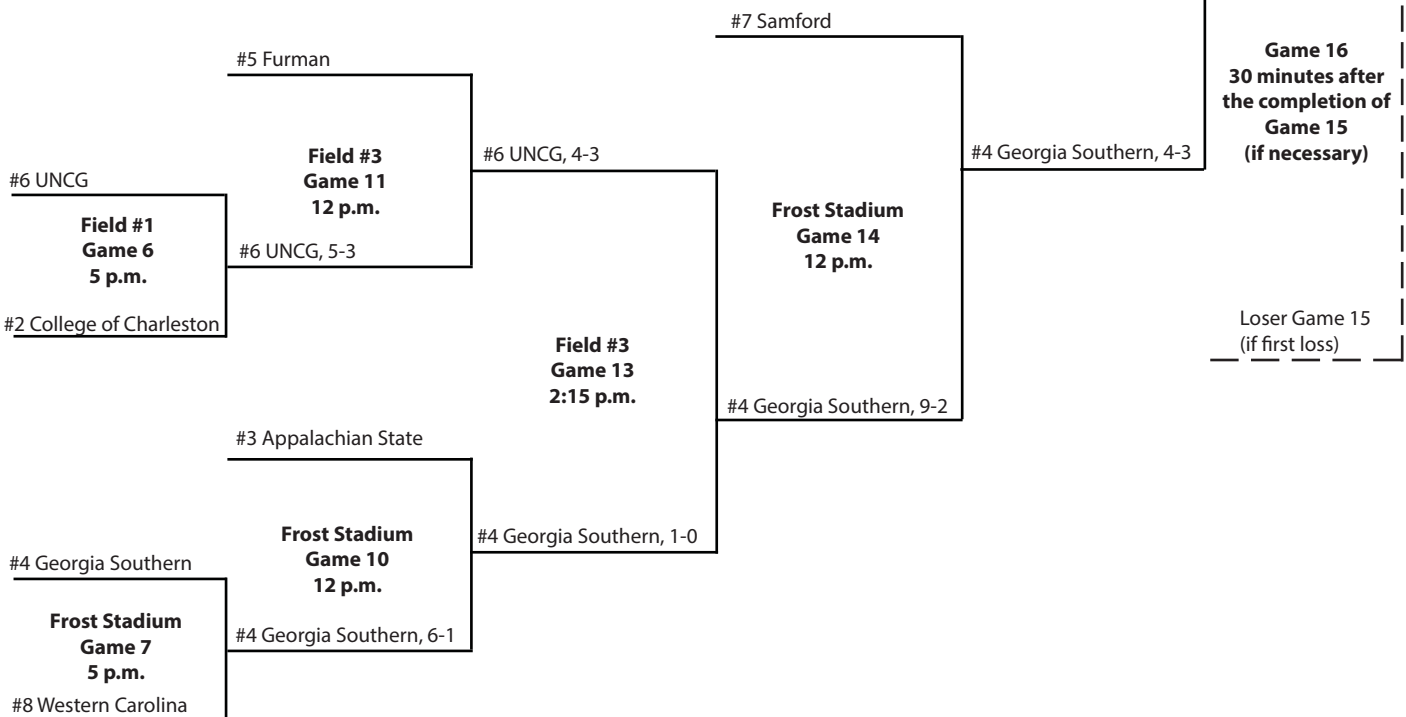 #7 Samford
#5 Furman
Game 16
30 minutes after
the completion of
Game 15
(if necessary)
Field #3
Game 11
12 p.m.
#6 UNCG, 4-3
#4 Georgia Southern, 4-3
#6 UNCG
Field #1
Game 6
5 p.m.
#6 UNCG, 5-3
Frost Stadium
Game 14
12 p.m.
#2 College of Charleston
Loser Game 15
(if first loss)
Field #3
Game 13
2:15 p.m.
#4 Georgia Southern, 9-2
#3 Appalachian State
Frost Stadium
Game 10
12 p.m.
#4 Georgia Southern, 1-0
#4 Georgia Southern
Frost Stadium
Game 7
5 p.m.
#4 Georgia Southern, 6-1
#8 Western Carolina